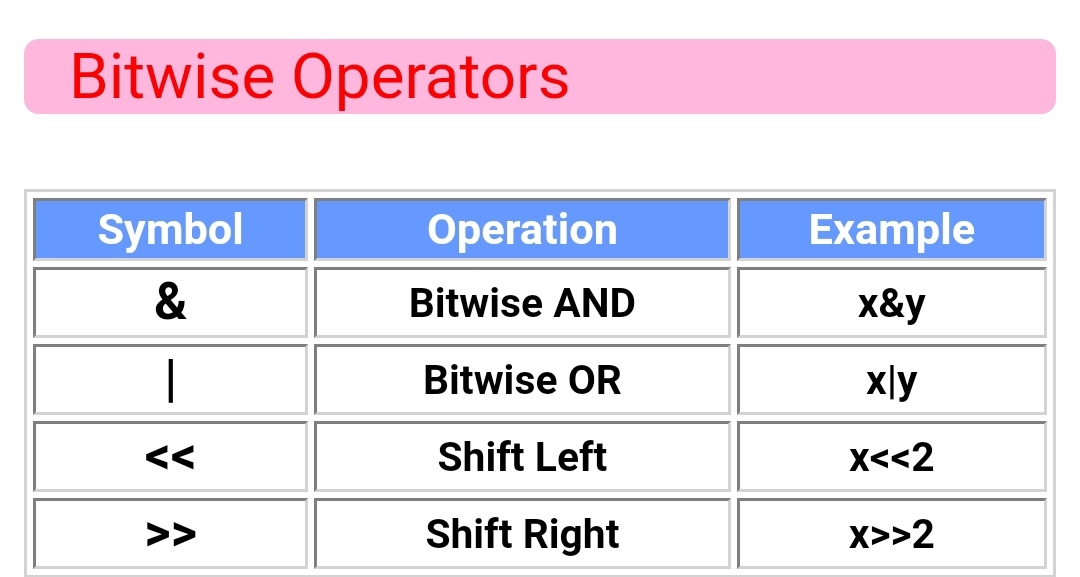 Bitwise Operators
Symbol Operation Example
& Bitwise AND x&y
| Bitwise OR x|y
<< Shift Left x<<2
>> Shift Right x>>2